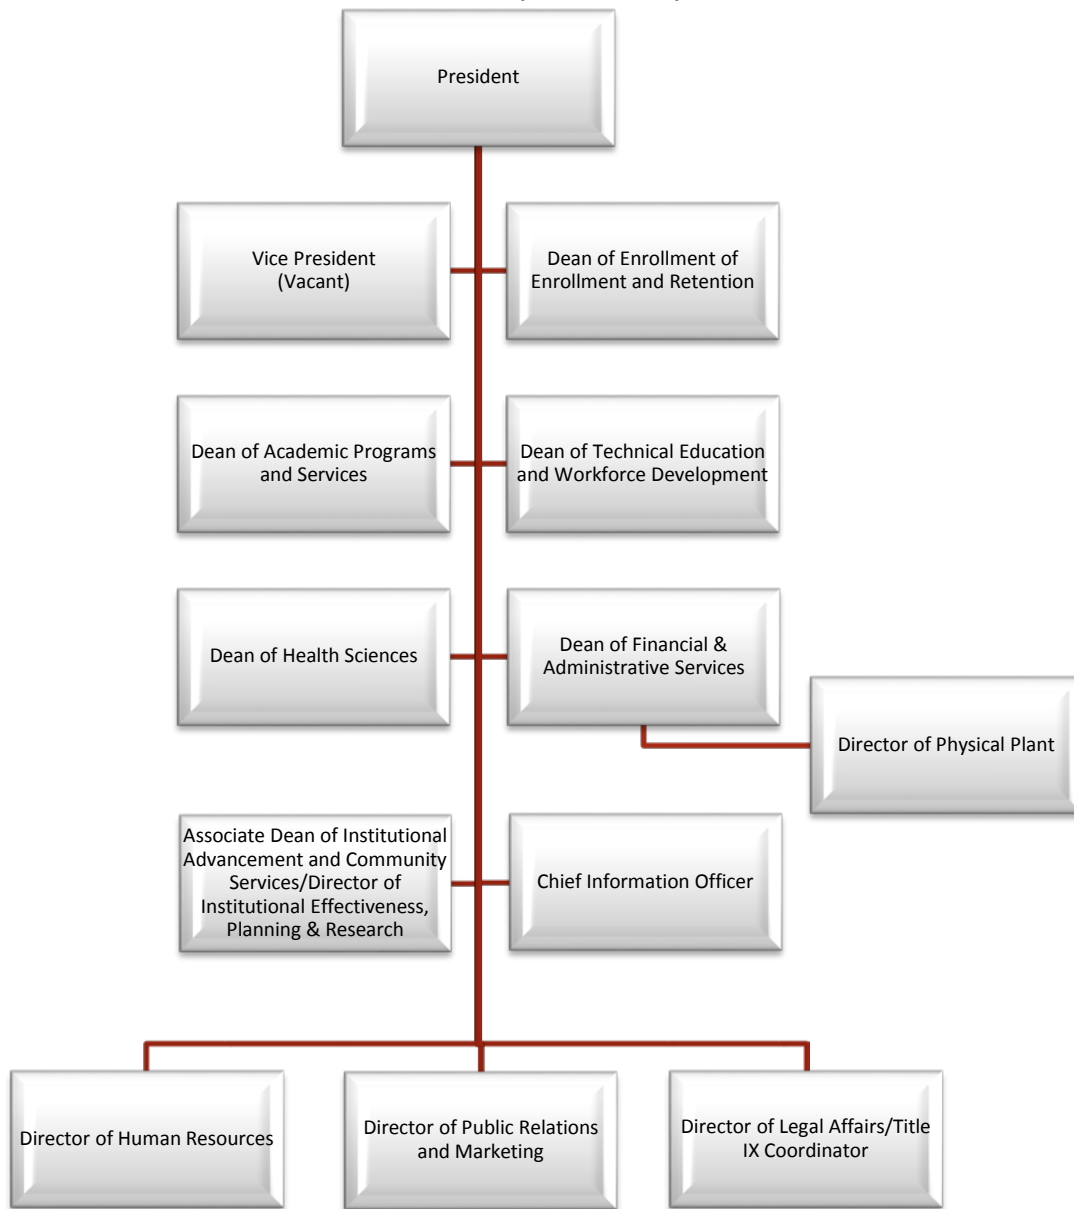 President
Vice President
(Vacant)
Dean of Enrollment of
Enrollment and Retention
Dean of Academic Programs
and Services
Dean of Technical Education
and Workforce Development
Dean of Health Sciences
Dean of Financial &
Administrative Services
Director of Physical Plant
Associate Dean of Institutional
Advancement and Community
Services/Director of
Institutional Effectiveness,
Planning & Research
Chief Information Officer
Director of Human Resources
Director of Public Relations
and Marketing
Director of Legal Affairs/Title
IX Coordinator